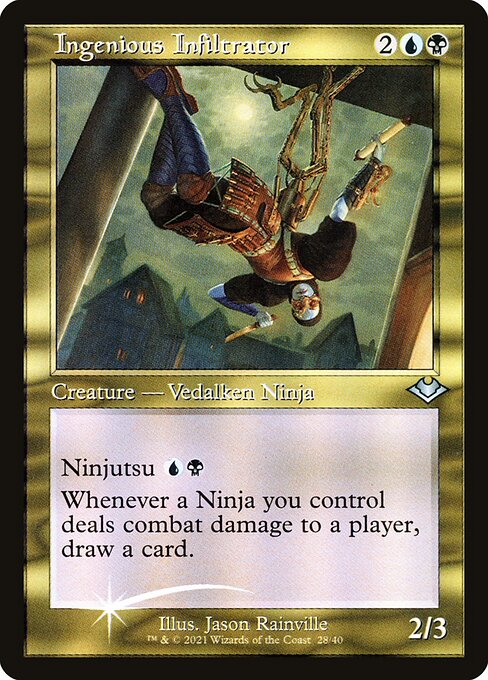 Ingenious Infiltrator 2
Creature — Vedalken Ninja
Ninjutsu
Whenever a Ninja you control
deals combat damage to a player,
draw a card.
Illus. Jason Rainville
™ & © 2021 Wizards of the Coast 28/40
2/3